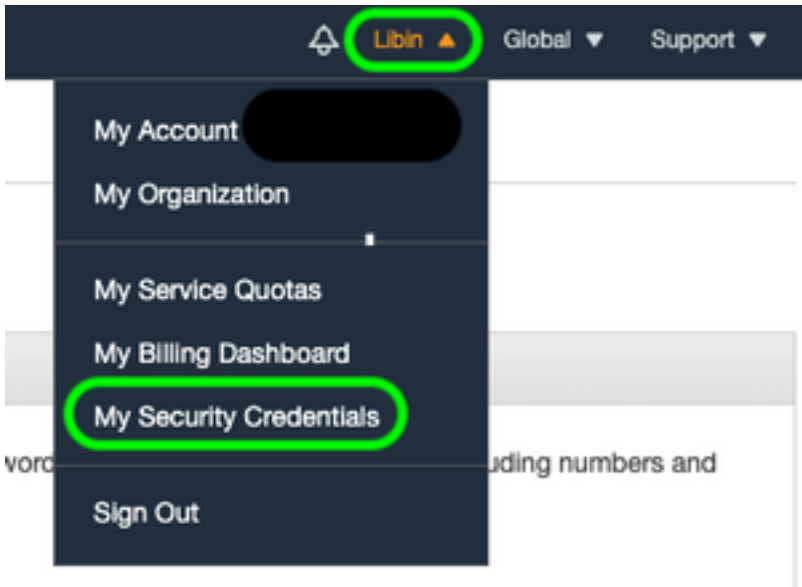 Libin ▲ Global ▼ Support ▼
My Account
My Organization
My Service Quotas
My Billing Dashboard
My Security Credentials
uding numbers and
Sign Out